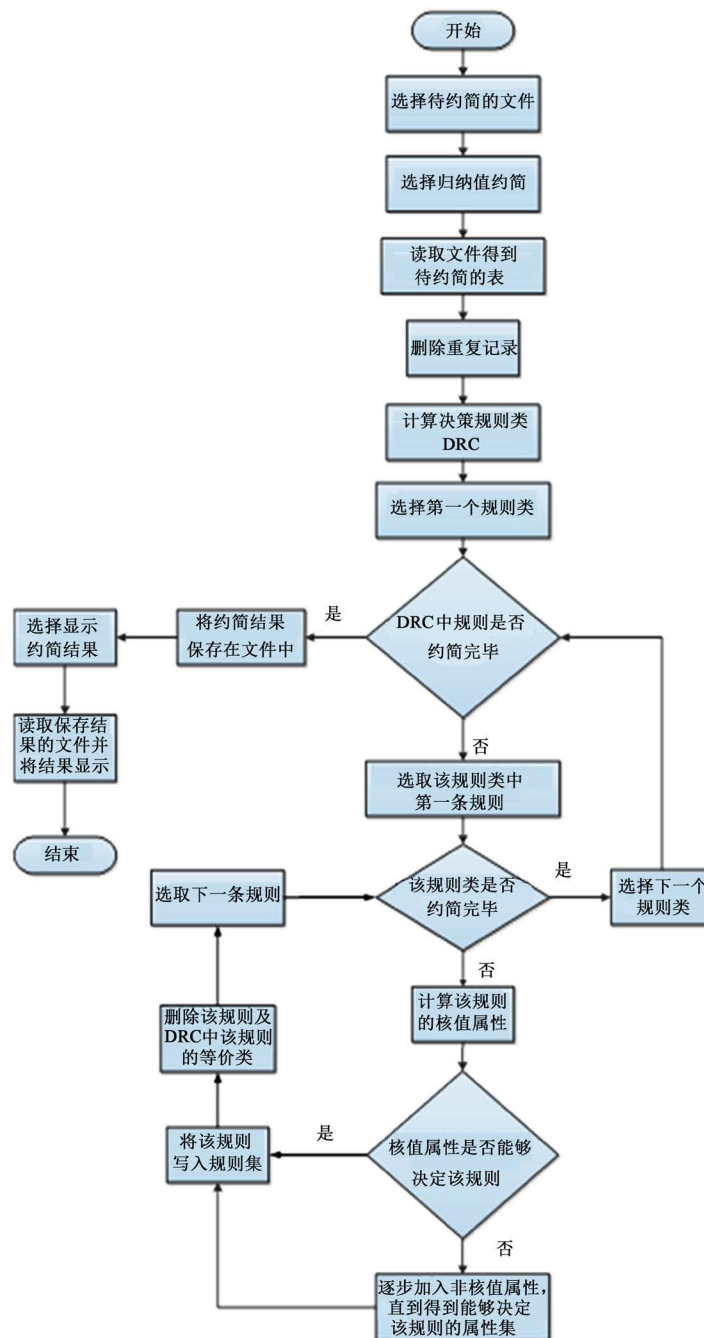 开始
选择待约简的文件
选择归纳值约简
读取文件得到
待约简的表
删除重复记录
计算决策规则类
DRC
选择第一个规则类
DRC中规则是否
约简完毕
是
将约简结果
保存在文件中
选择显示
约简结果
读取保存结
果的文件并
将结果显示
结束
否
选取该规则类中
第一条规则
该规则类是否
约简完毕
是
选择下一个
规则类
选取下一条规则
否
计算该规则
的核值属性
删除该规则及
DRC中该规则
的等价类
核值属性是否能够
决定该规则
是
将该规则
写入规则集
否
逐步加入非核值属性，
直到得到能够决定
该规则的属性集